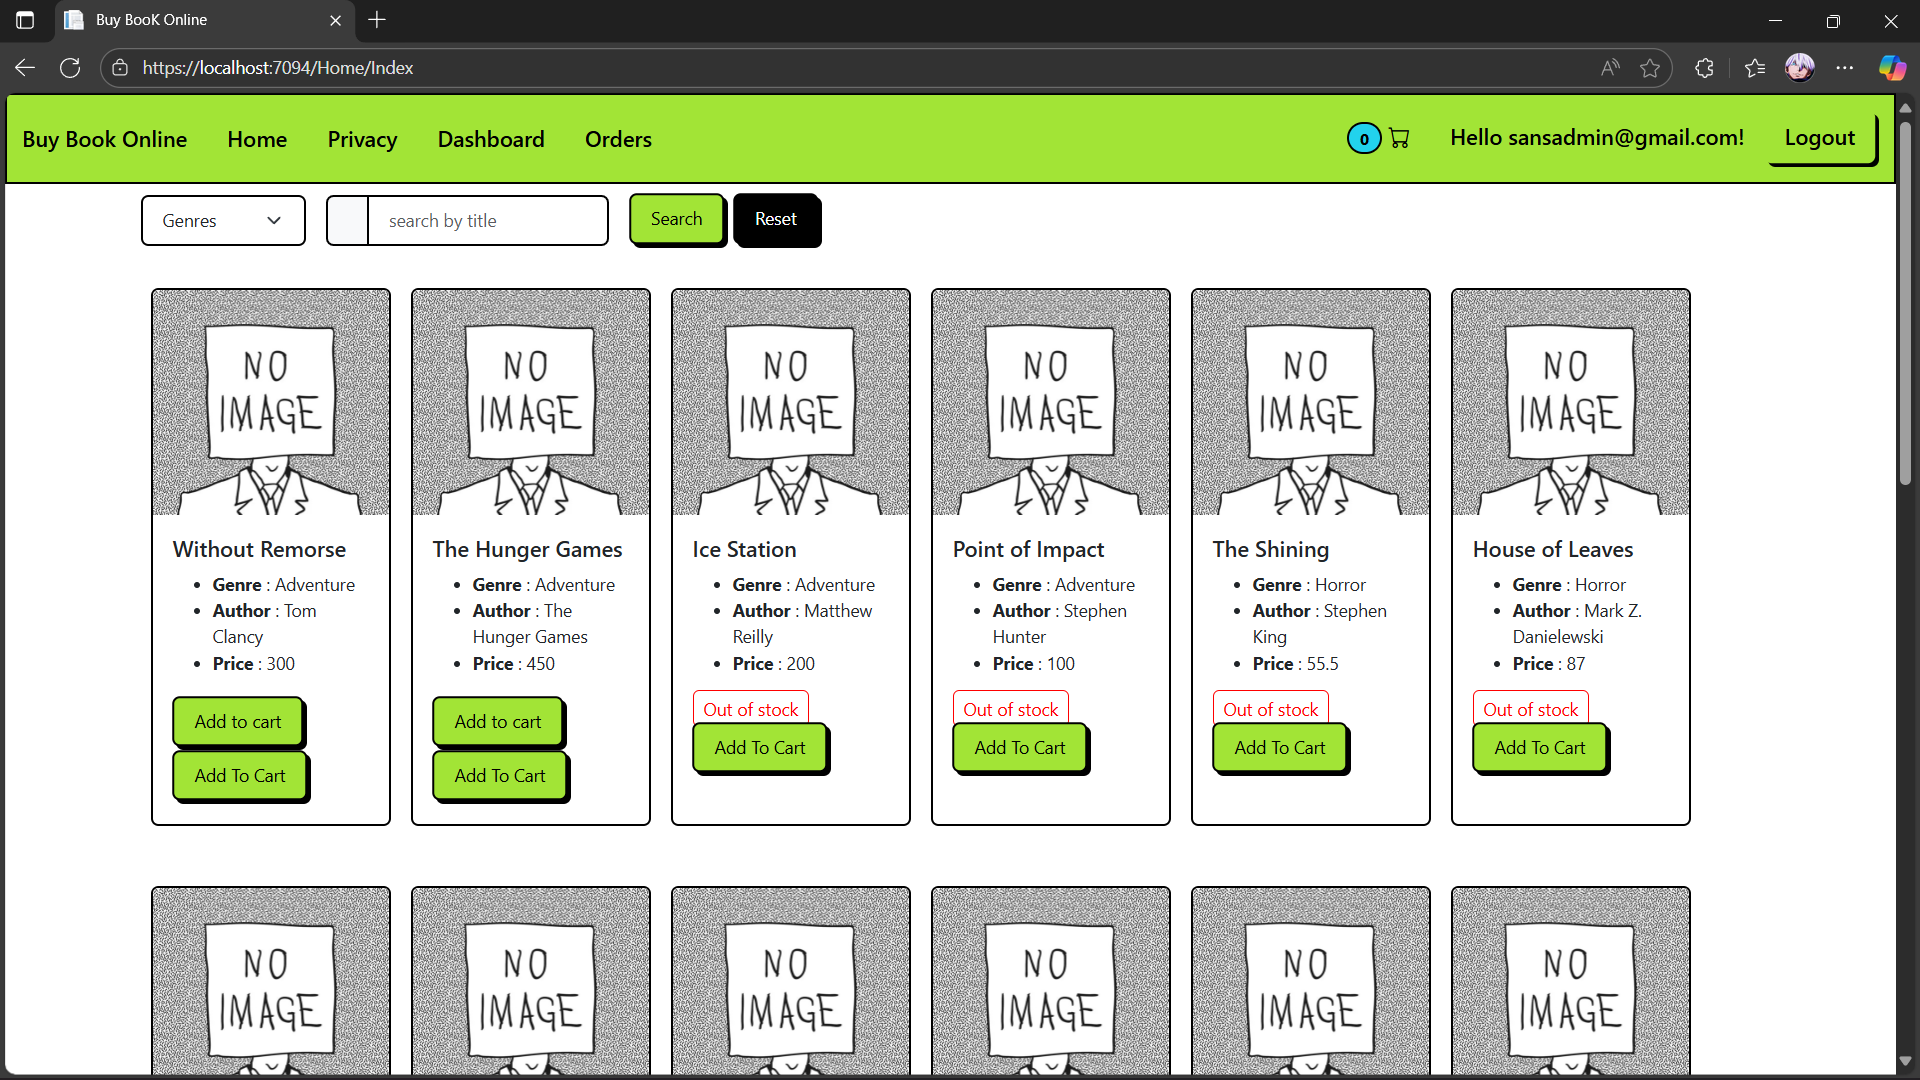 Buy BooK Online
https://localhost:7094/Home/Index
Buy Book Online Home Privacy Dashboard Orders 0 Hello sansadmin@gmail.com! Logout
Genres search by title Search Reset
NO IMAGE
NO IMAGE
NO IMAGE
NO IMAGE
NO IMAGE
NO IMAGE
Without Remorse
Genre : Adventure
Author : Tom
Clancy
Price : 300
Add to cart
Add To Cart
The Hunger Games
Genre : Adventure
Author : The
Hunger Games
Price : 450
Add to cart
Add To Cart
Ice Station
Genre : Adventure
Author : Matthew
Reilly
Price : 200
Out of stock
Add To Cart
Point of Impact
Genre : Adventure
Author : Stephen
Hunter
Price : 100
Out of stock
Add To Cart
The Shining
Genre : Horror
Author : Stephen
King
Price : 55.5
Out of stock
Add To Cart
House of Leaves
Genre : Horror
Author : Mark Z.
Danielewski
Price : 87
Out of stock
Add To Cart
NO IMAGE
NO IMAGE
NO IMAGE
NO IMAGE
NO IMAGE
NO IMAGE